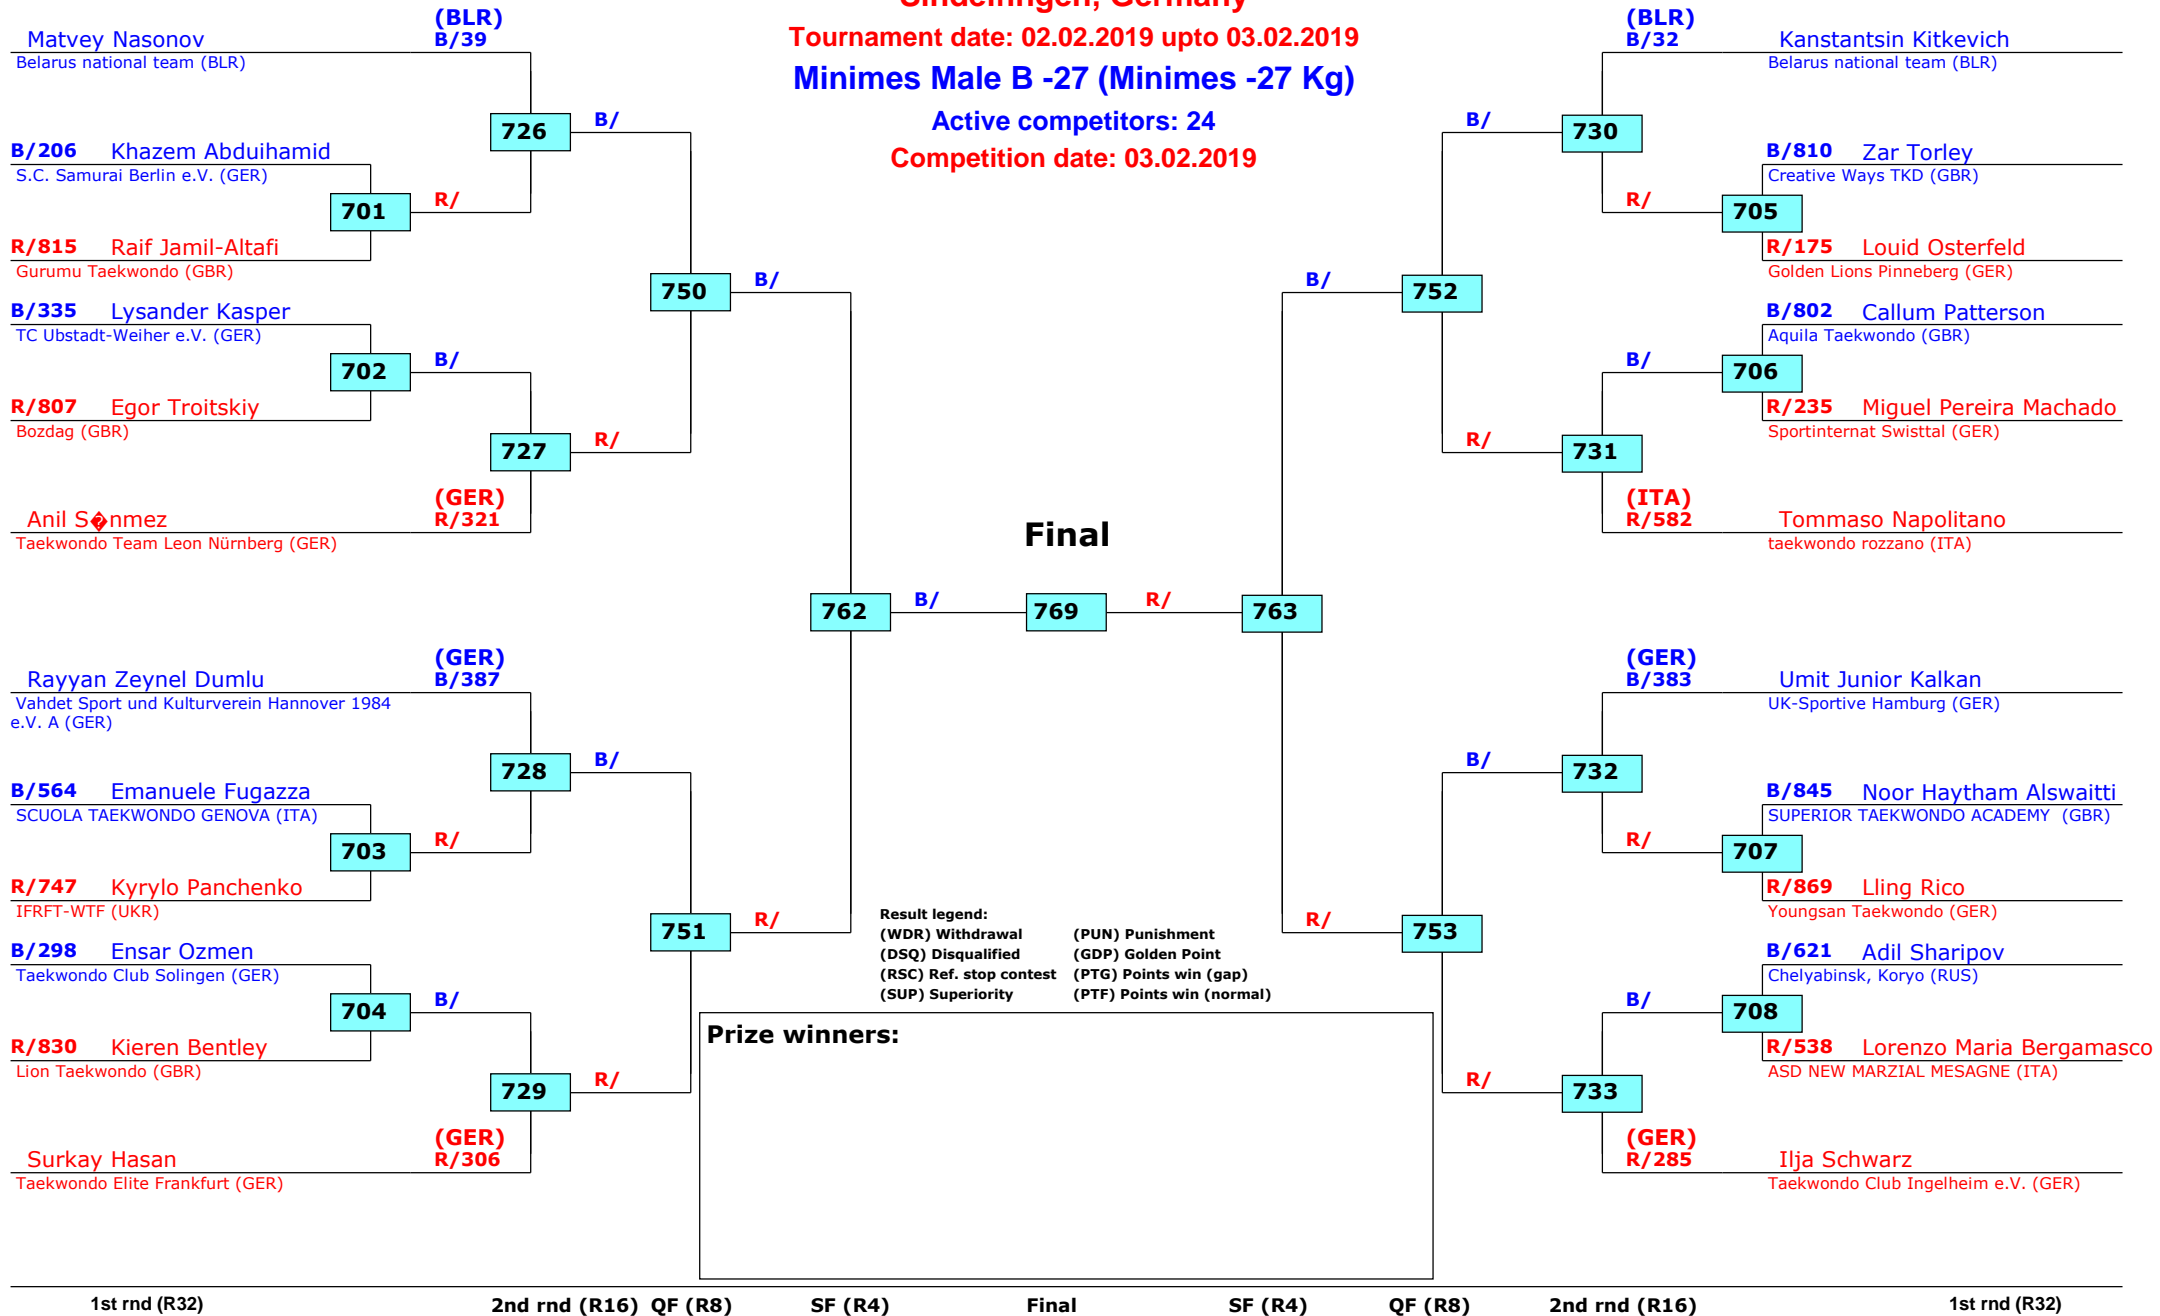 Sindelfingen, Germany
Tournament date: 02.02.2019 upto 03.02.2019
Minimes Male B -27 (Minimes -27 Kg)
Active competitors: 24
Competition date: 03.02.2019
(BLR)
Matvey Nasonov B/39
Belarus national team (BLR)
726 B/
B/206 Khazem Abduihamid
S.C. Samurai Berlin e.V. (GER)
701 R/
R/815 Raif Jamil-Altafi
Gurumu Taekwondo (GBR)
750 B/
B/335 Lysander Kasper
TC Ubstadt-Weiher e.V. (GER)
702 B/
R/807 Egor Troitskiy
Bozdag (GBR)
727 R/
(GER)
Anil S�nmez R/321
Taekwondo Team Leon Nürnberg (GER)
762 B/
(GER)
Rayyan Zeynel Dumlu B/387
Vahdet Sport und Kulturverein Hannover 1984
e.V. A (GER)
728 B/
B/564 Emanuele Fugazza
SCUOLA TAEKWONDO GENOVA (ITA)
703 R/
R/747 Kyrylo Panchenko
IFRFT-WTF (UKR)
751 R/
B/298 Ensar Ozmen
Taekwondo Club Solingen (GER)
704 B/
R/830 Kieren Bentley
Lion Taekwondo (GBR)
729 R/
(GER)
Surkay Hasan R/306
Taekwondo Elite Frankfurt (GER)
Final
769
R/ 763
(BLR)
B/32 Kanstantsin Kitkevich
Belarus national team (BLR)
B/ 730
B/810 Zar Torley
Creative Ways TKD (GBR)
R/ 705
R/175 Louid Osterfeld
Golden Lions Pinneberg (GER)
B/ 752
B/802 Callum Patterson
Aquila Taekwondo (GBR)
B/ 706
R/235 Miguel Pereira Machado
Sportinternat Swisttal (GER)
R/ 731
(ITA)
R/582 Tommaso Napolitano
taekwondo rozzano (ITA)
(GER)
B/383 Umit Junior Kalkan
UK-Sportive Hamburg (GER)
B/ 732
B/845 Noor Haytham Alswaitti
SUPERIOR TAEKWONDO ACADEMY (GBR)
R/ 707
R/869 Lling Rico
Youngsan Taekwondo (GER)
R/ 753
B/621 Adil Sharipov
Chelyabinsk, Koryo (RUS)
B/ 708
R/538 Lorenzo Maria Bergamasco
ASD NEW MARZIAL MESAGNE (ITA)
R/ 733
(GER)
R/285 Ilja Schwarz
Taekwondo Club Ingelheim e.V. (GER)
Result legend:
(WDR) Withdrawal (PUN) Punishment
(DSQ) Disqualified (GDP) Golden Point
(RSC) Ref. stop contest (PTG) Points win (gap)
(SUP) Superiority (PTF) Points win (normal)
Prize winners:
1st rnd (R32) 2nd rnd (R16) QF (R8) SF (R4) Final SF (R4) QF (R8) 2nd rnd (R16) 1st rnd (R32)